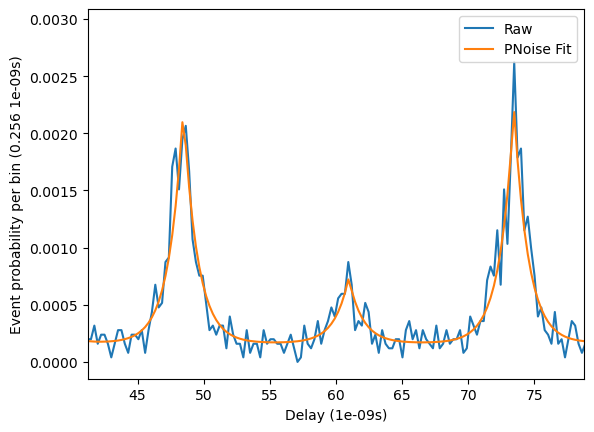 Event probability per bin (0.256 1e-09s)
0.0030
0.0025
0.0020
0.0015
0.0010
0.0005
0.0000
Raw
PNoise Fit
45 50 55 60 65 70 75
Delay (1e-09s)